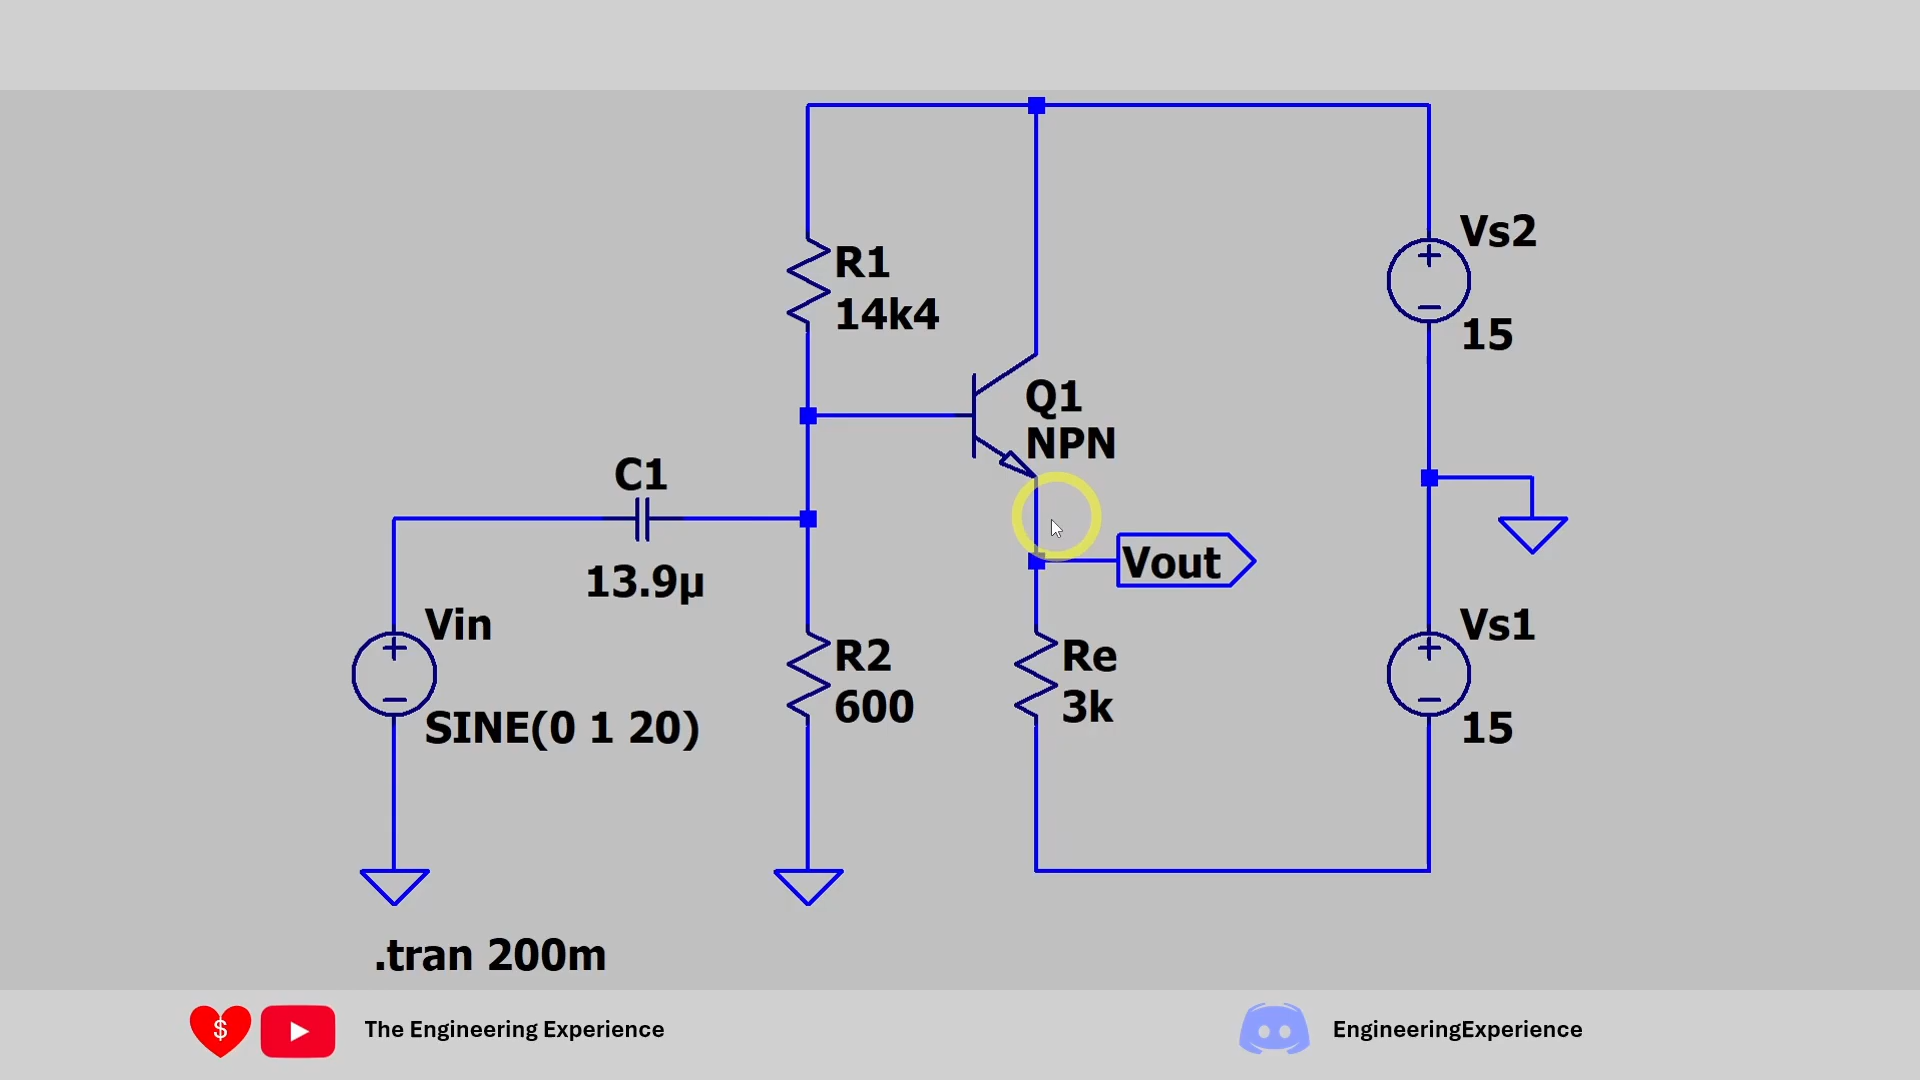 Vs2
R1
14k4
15
Q1
NPN
C1
Vout
13.9µ
Vin
Vs1
R2
Re
600
3k
SINE(0 1 20)
15
.tran 200m
$
The Engineering Experience
EngineeringExperience